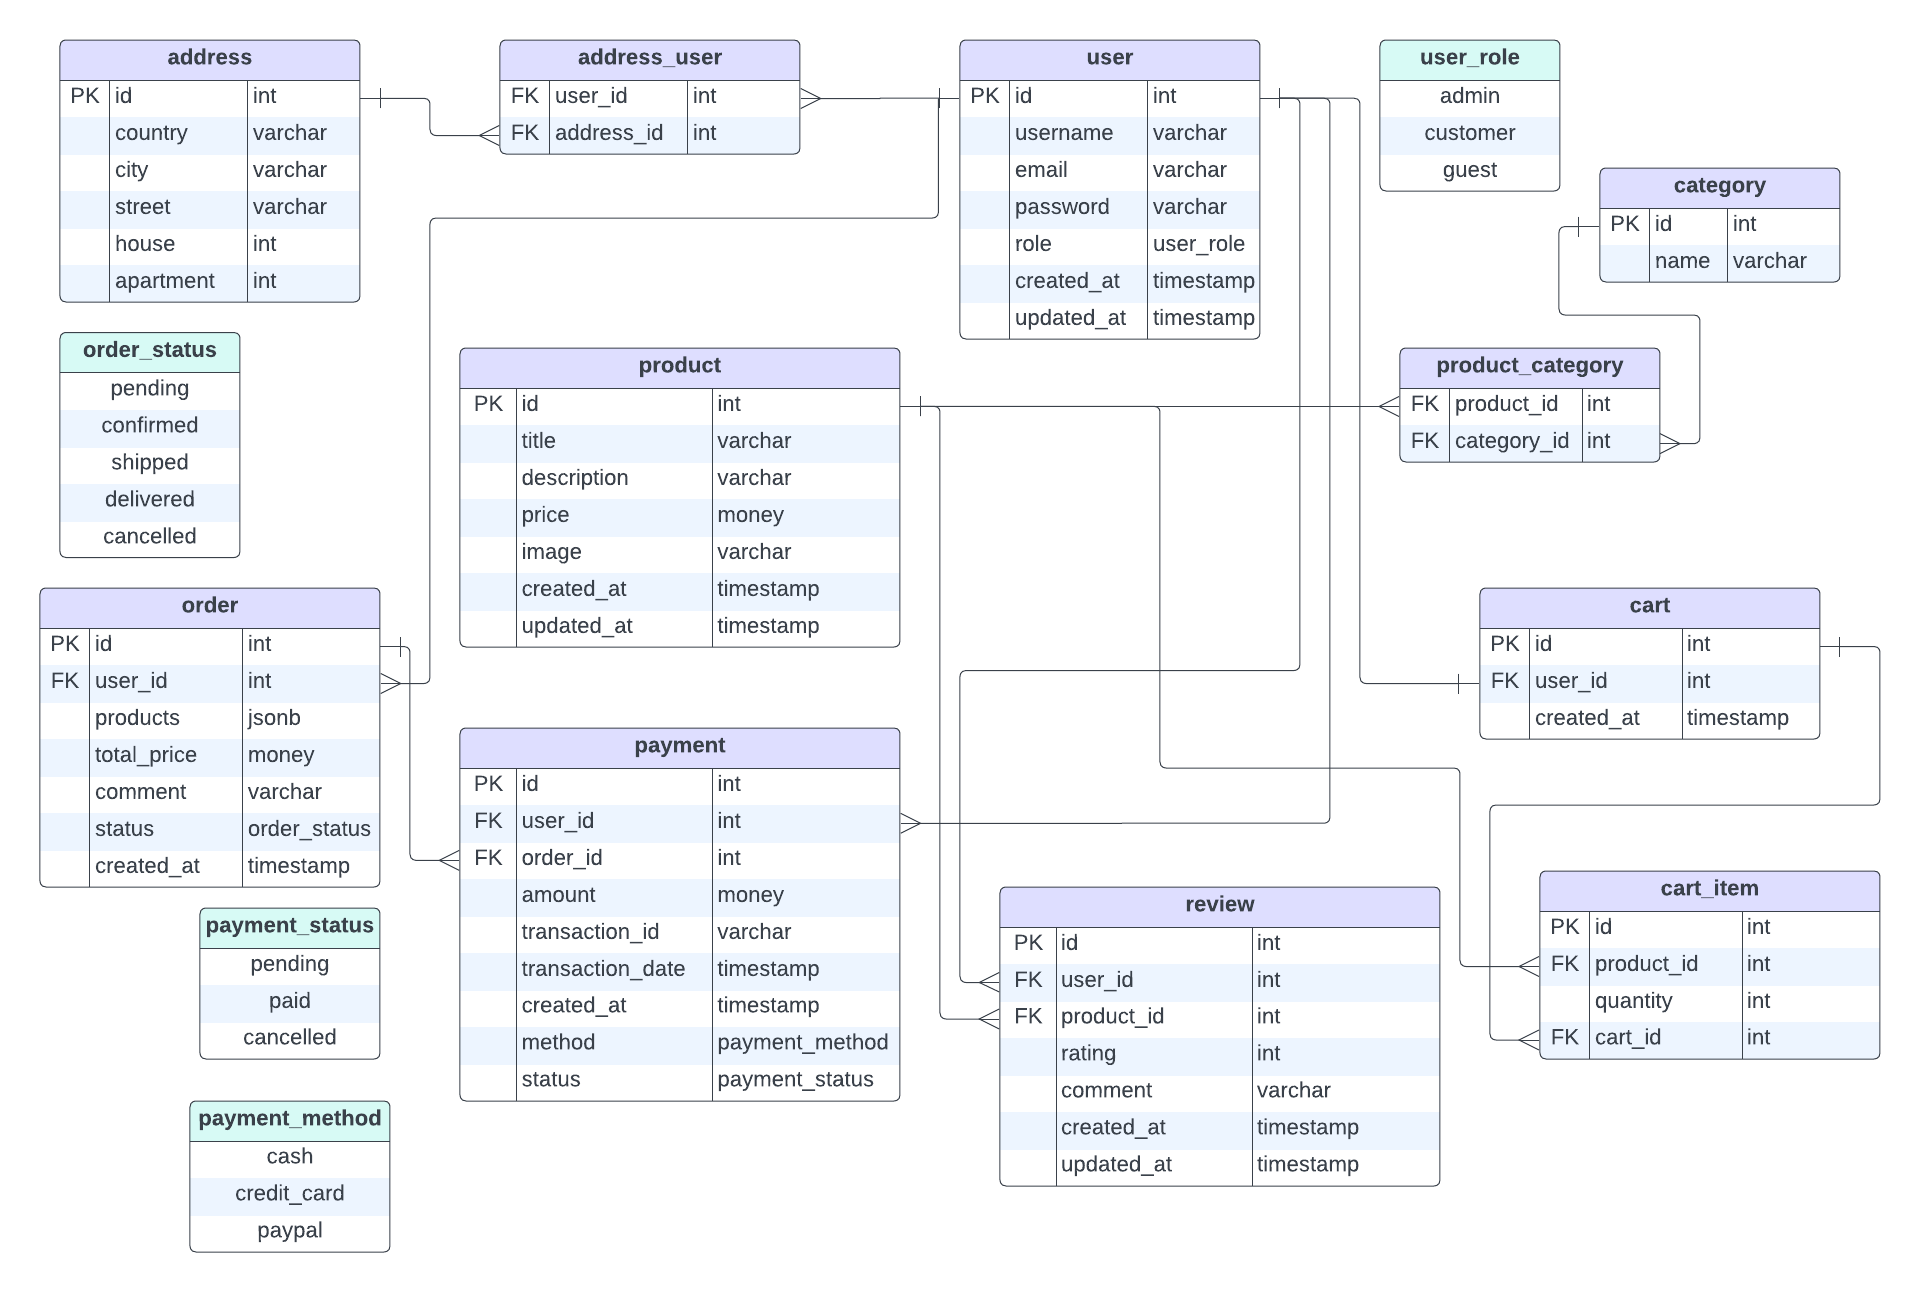 address
PK id int
country varchar
city varchar
street varchar
house int
apartment int
address_user
FK user_id int
FK address_id int
user
PK id int
username varchar
email varchar
password varchar
role user_role
created_at timestamp
updated_at timestamp
user_role
admin
customer
guest
category
PK id int
name varchar
order_status
pending
confirmed
shipped
delivered
cancelled
product
PK id int
title varchar
description varchar
price money
image varchar
created_at timestamp
updated_at timestamp
product_category
FK product_id int
FK category_id int
order
PK id int
FK user_id int
products jsonb
total_price money
comment varchar
status order_status
created_at timestamp
payment
PK id int
FK user_id int
FK order_id int
amount money
transaction_id varchar
transaction_date timestamp
created_at timestamp
method payment_method
status payment_status
cart
PK id int
FK user_id int
created_at timestamp
payment_status
pending
paid
cancelled
review
PK id int
FK user_id int
FK product_id int
rating int
comment varchar
created_at timestamp
updated_at timestamp
cart_item
PK id int
FK product_id int
quantity int
FK cart_id int
payment_method
cash
credit_card
paypal